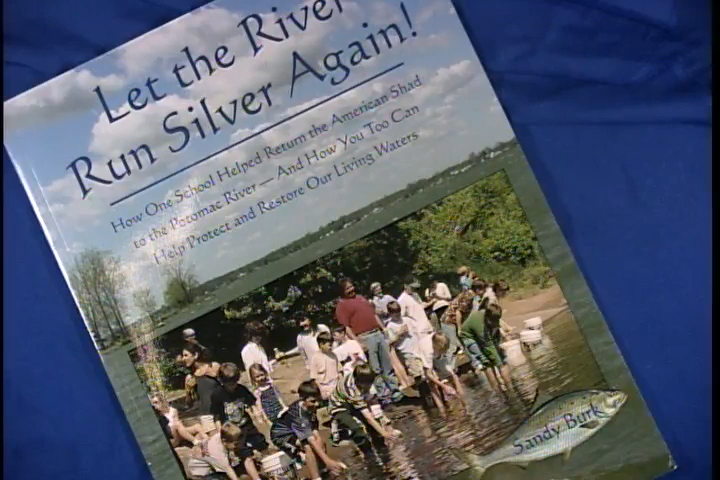 Let the River
Run Silver Again!
How One School Helped Return the American Shad
to the Potomac River — And How You Too Can
Help Protect and Restore Our Living Waters
Sandy Burk